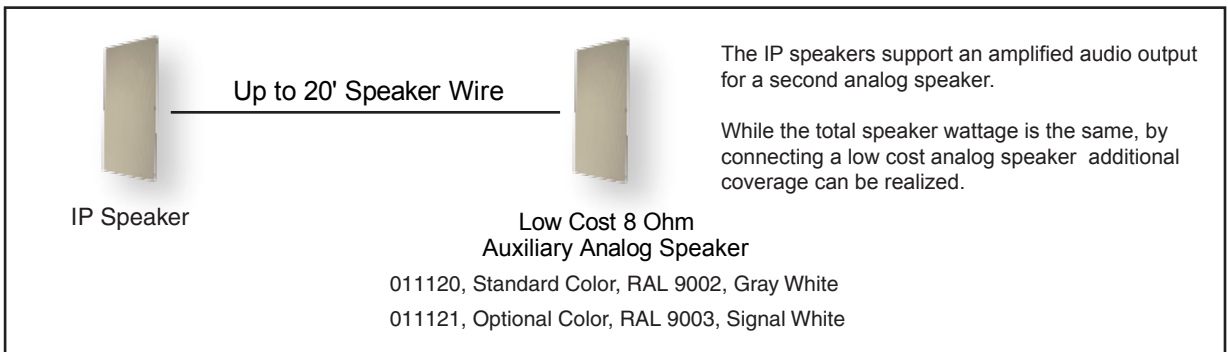 Up to 20' Speaker Wire
IP Speaker
Low Cost 8 Ohm
Auxiliary Analog Speaker
011120, Standard Color, RAL 9002, Gray White
011121, Optional Color, RAL 9003, Signal White
The IP speakers support an amplified audio output
for a second analog speaker.
While the total speaker wattage is the same, by
connecting a low cost analog speaker  additional
coverage can be realized.